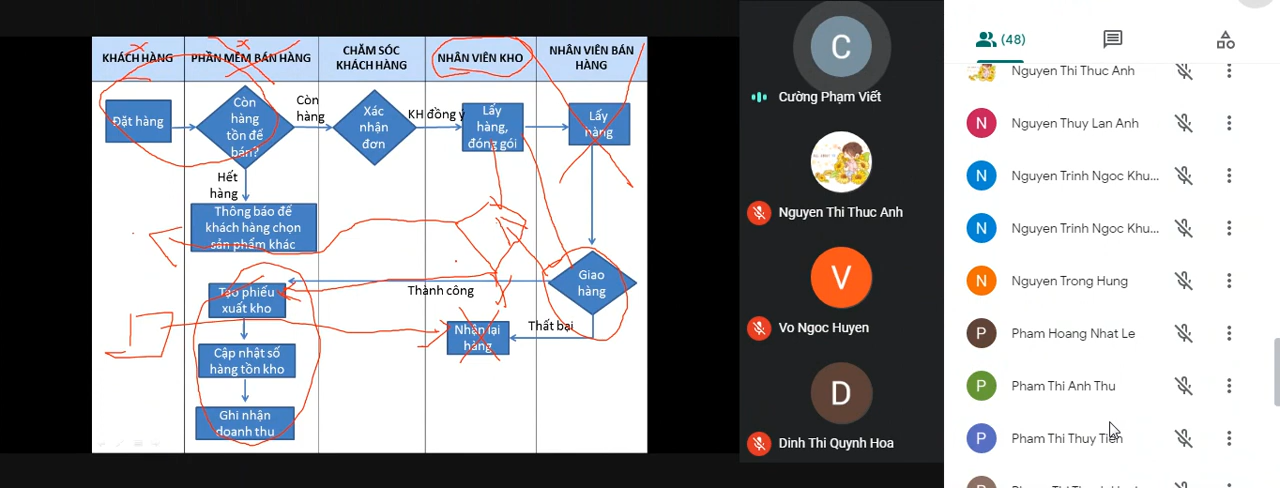 KHÁCH HÀNG
PHẦN MỀM BÁN HÀNG
CHĂM SÓC
KHÁCH HÀNG
NHÂN VIÊN KHO
NHÂN VIÊN BÁN
HÀNG
Đặt hàng
Còn
hàng
tồn để
bán?
Còn
hàng
Xác
nhận
đơn
KH đồng ý
Lấy
hàng,
đóng gói
Lấy
hàng
Hết
hàng
Thông báo để
khách hàng chọn
sản phẩm khác
Giao
hàng
Thành công
Tạo phiếu
xuất kho
Thất bại
Nhận lại
hàng
Cập nhật số
hàng tồn kho
Ghi nhận
doanh thu
C
Cường Phạm Viết
Nguyen Thi Thuc Anh
V
Vo Ngoc Huyen
D
Dinh Thi Quynh Hoa
(48)
Nguyen Thi Thuc Anh
N
Nguyen Thuy Lan Anh
N
Nguyen Trinh Ngoc Khu...
N
Nguyen Trinh Ngoc Khu...
N
Nguyen Trong Hung
P
Pham Hoang Nhat Le
P
Pham Thi Anh Thu
P
Pham Thi Thuy Tien